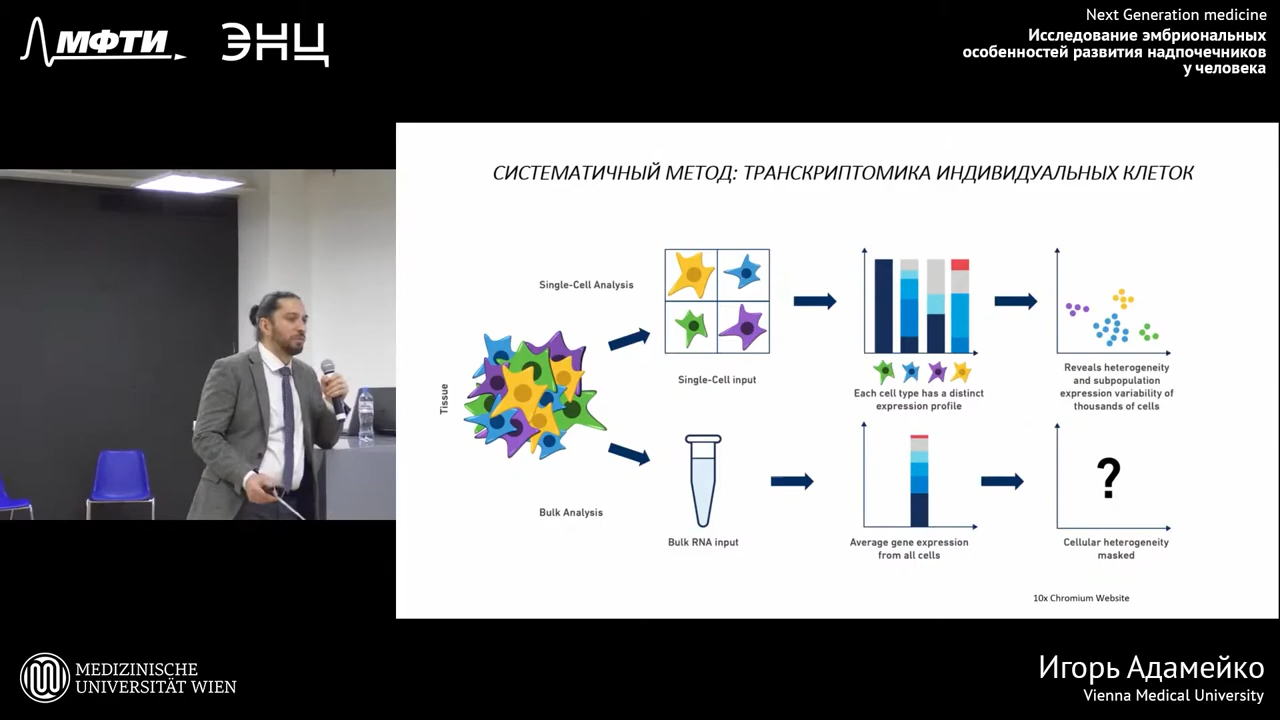 МФТИ
ЭНЦ
Next Generation medicine
Исследование эмбриональных
особенностей развития надпочечников
у человека
СИСТЕМАТИЧНЫЙ МЕТОД: ТРАНСКРИПТОМИКА ИНДИВИДУАЛЬНЫХ КЛЕТОК
Tissue
Single-Cell Analysis
Single-Cell input
Each cell type has a distinct
expression profile
Reveals heterogeneity
and subpopulation
expression variability of
thousands of cells
Bulk Analysis
Bulk RNA input
Average gene expression
from all cells
?
Cellular heterogeneity
masked
10x Chromium Website
MEDIZINISCHE
UNIVERSITÄT WIEN
Игорь Адамейко
Vienna Medical University